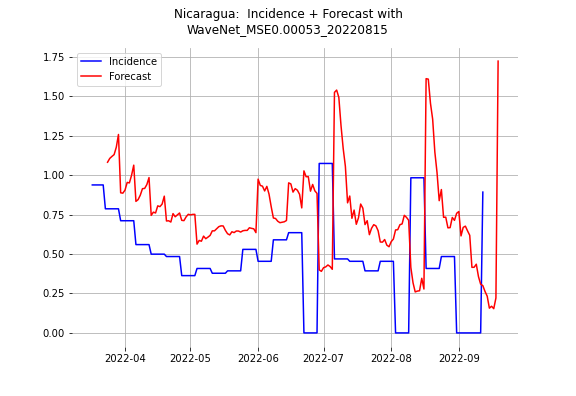 Nicaragua:  Incidence + Forecast with
WaveNet_MSE0.00053_20220815
Incidence
Forecast
1.75
1.50
1.25
1.00
0.75
0.50
0.25
0.00
2022-04 2022-05 2022-06 2022-07 2022-08 2022-09